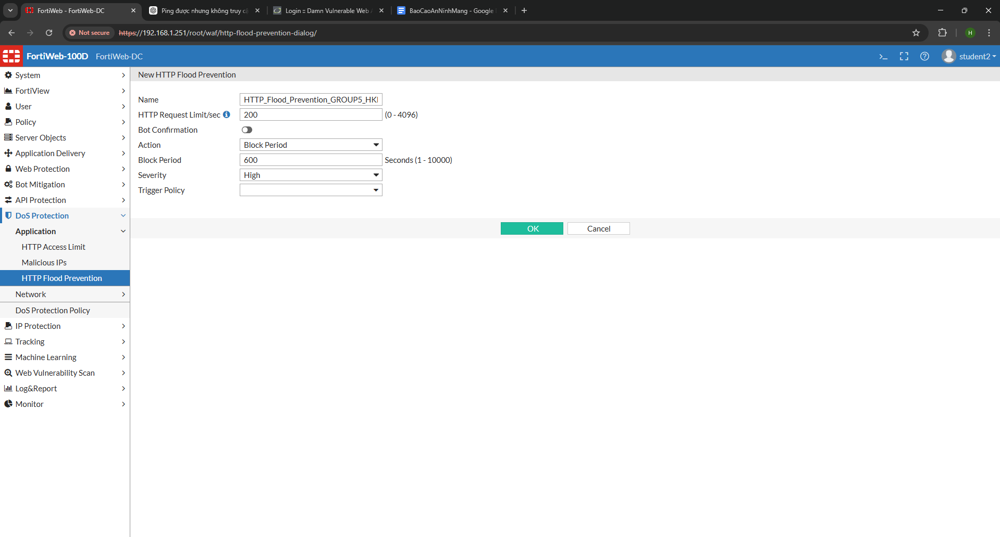 FortiWeb - FortiWeb-DC
Ping được nhưng không truy cậ
Login :: Damn Vulnerable Web A
BaoCaoAnNinhMang - Google
Not secure
https://192.168.1.251/root/waf/http-flood-prevention-dialog/
H
FortiWeb-100D
FortiWeb-DC
student2
System
FortiView
User
Policy
Server Objects
Application Delivery
Web Protection
Bot Mitigation
API Protection
DoS Protection
Application
HTTP Access Limit
Malicious IPs
HTTP Flood Prevention
Network
DoS Protection Policy
IP Protection
Tracking
Machine Learning
Web Vulnerability Scan
Log&Report
Monitor
New HTTP Flood Prevention
Name HTTP_Flood_Prevention_GROUP5_HKI
HTTP Request Limit/sec 200 (0 - 4096)
Bot Confirmation
Action Block Period
Block Period 600 Seconds (1 - 10000)
Severity High
Trigger Policy
OK Cancel